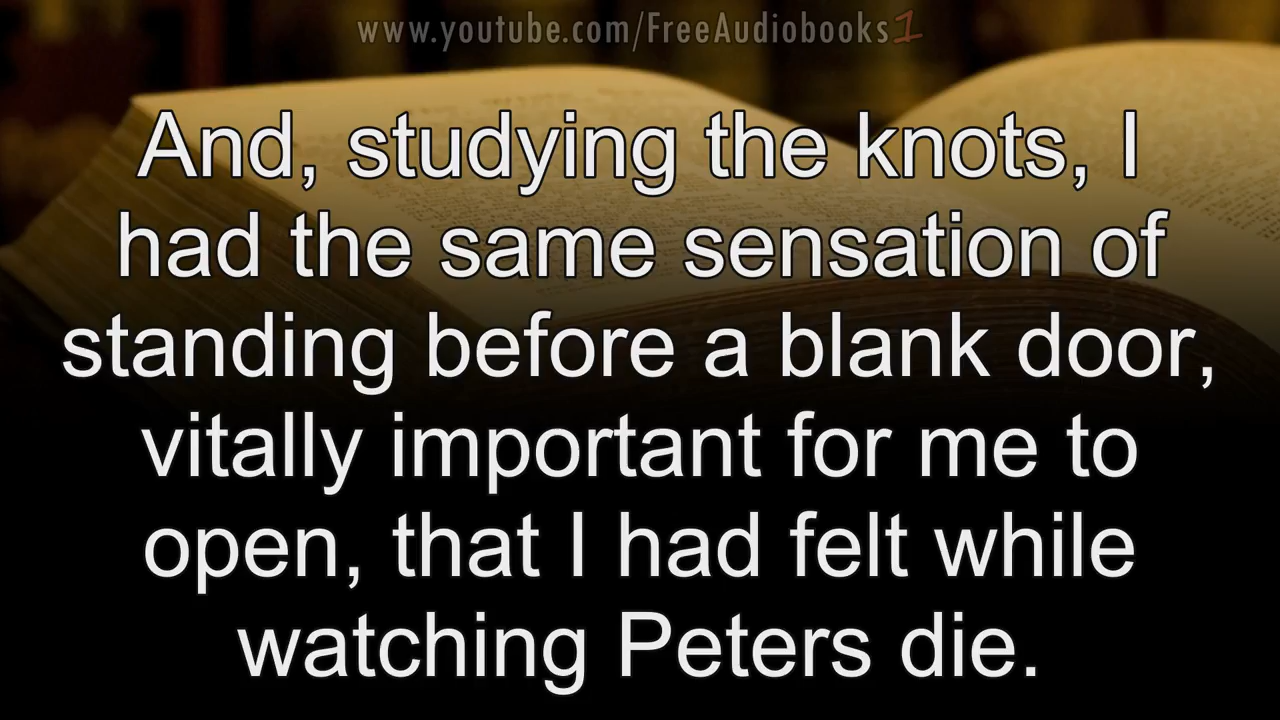 www.youtube.com/FreeAudiobooks1
And, studying the knots, I
had the same sensation of
standing before a blank door,
vitally important for me to
open, that I had felt while
watching Peters die.